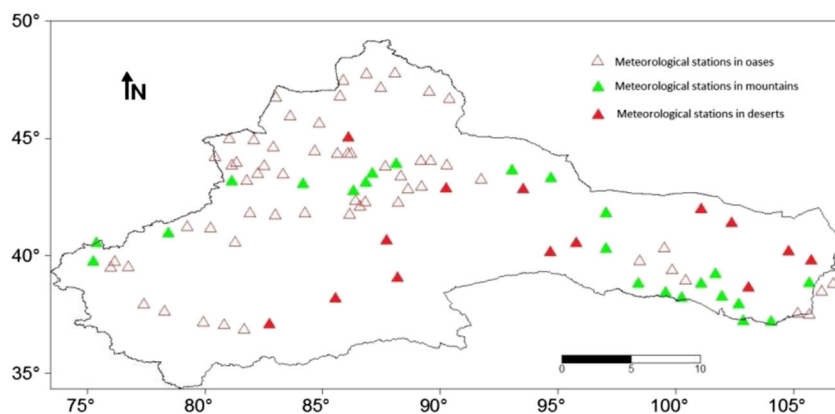 50°
N
Meteorological stations in oases
Meteorological stations in mountains
45°
Meteorological stations in deserts
40°
35°
0 5 10
75° 80° 85° 90° 95° 100° 105°